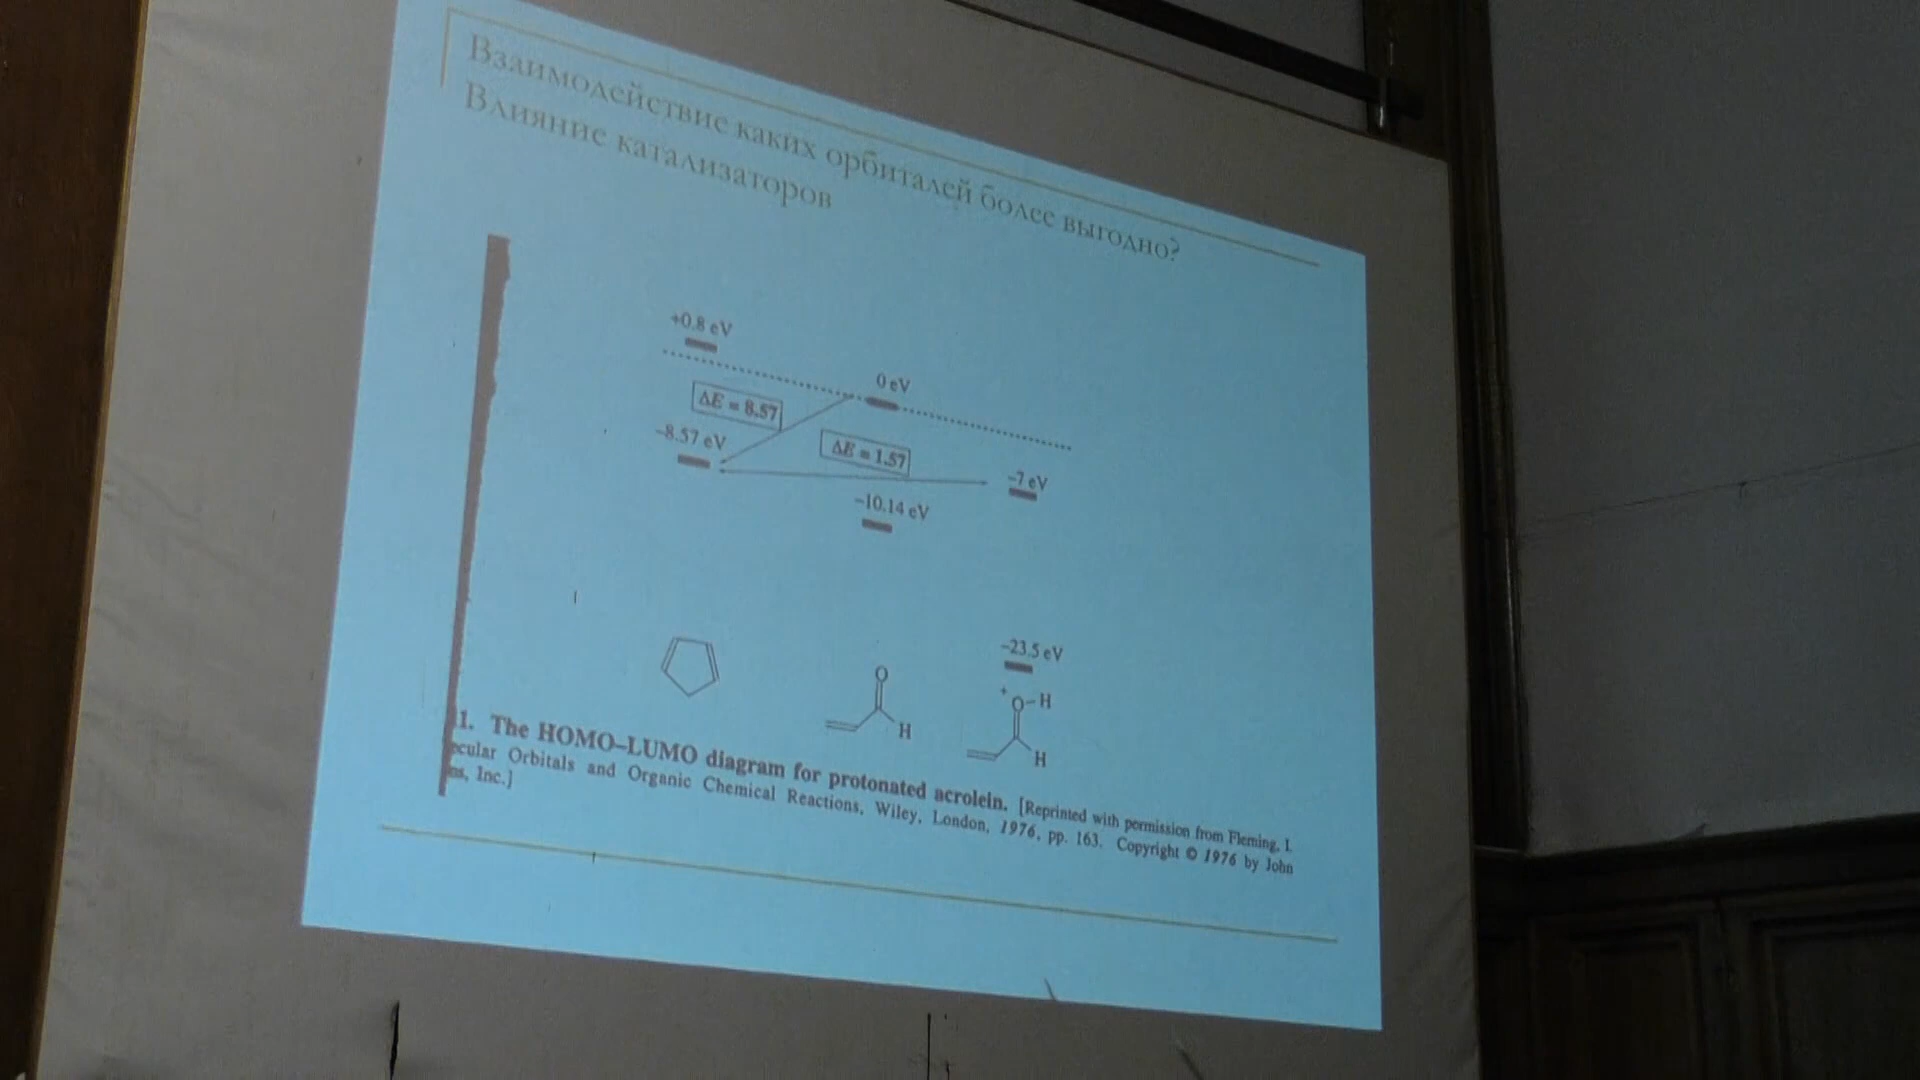 Взаимодействие каких орбиталей более выгодно?
Влияние катализаторов
+0.8 eV
0 eV
ΔE = 8.57
-8.57 eV
ΔE = 1.57
-7 eV
-10.14 eV
-23.5 eV
O
H
+
O-H
H
1. The HOMO-LUMO diagram for protonated acrolein. [Reprinted with permission from Fleming, I.
Orbitals and Organic Chemical Reactions, Wiley, London, 1976, pp. 163. Copyright © 1976 by John
Inc.]